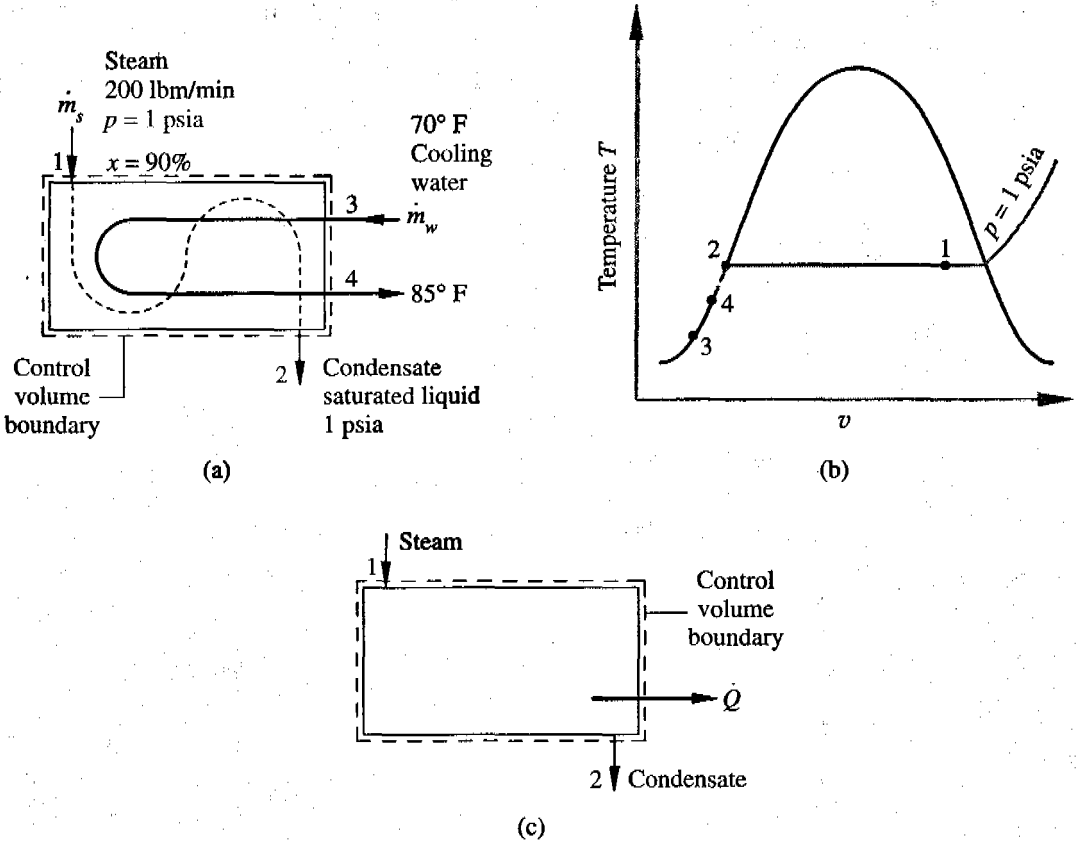 Steam
200 lbm/min
ṁs
p = 1 psia
1
x = 90%
70° F
Cooling
water
3
ṁw
4
85° F
Control
volume
boundary
2
Condensate
saturated liquid
1 psia
(a)
Temperature T
p = 1 psia
2
1
4
3
v
(b)
Steam
1
Control
volume
boundary
Q̇
2 Condensate
(c)